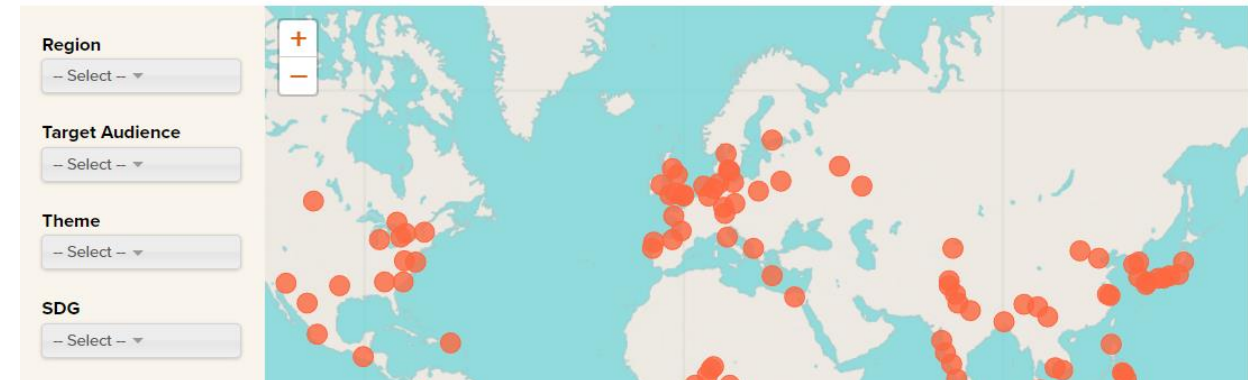 Region
-- Select --
Target Audience
-- Select --
Theme
-- Select --
SDG
-- Select --
+
−